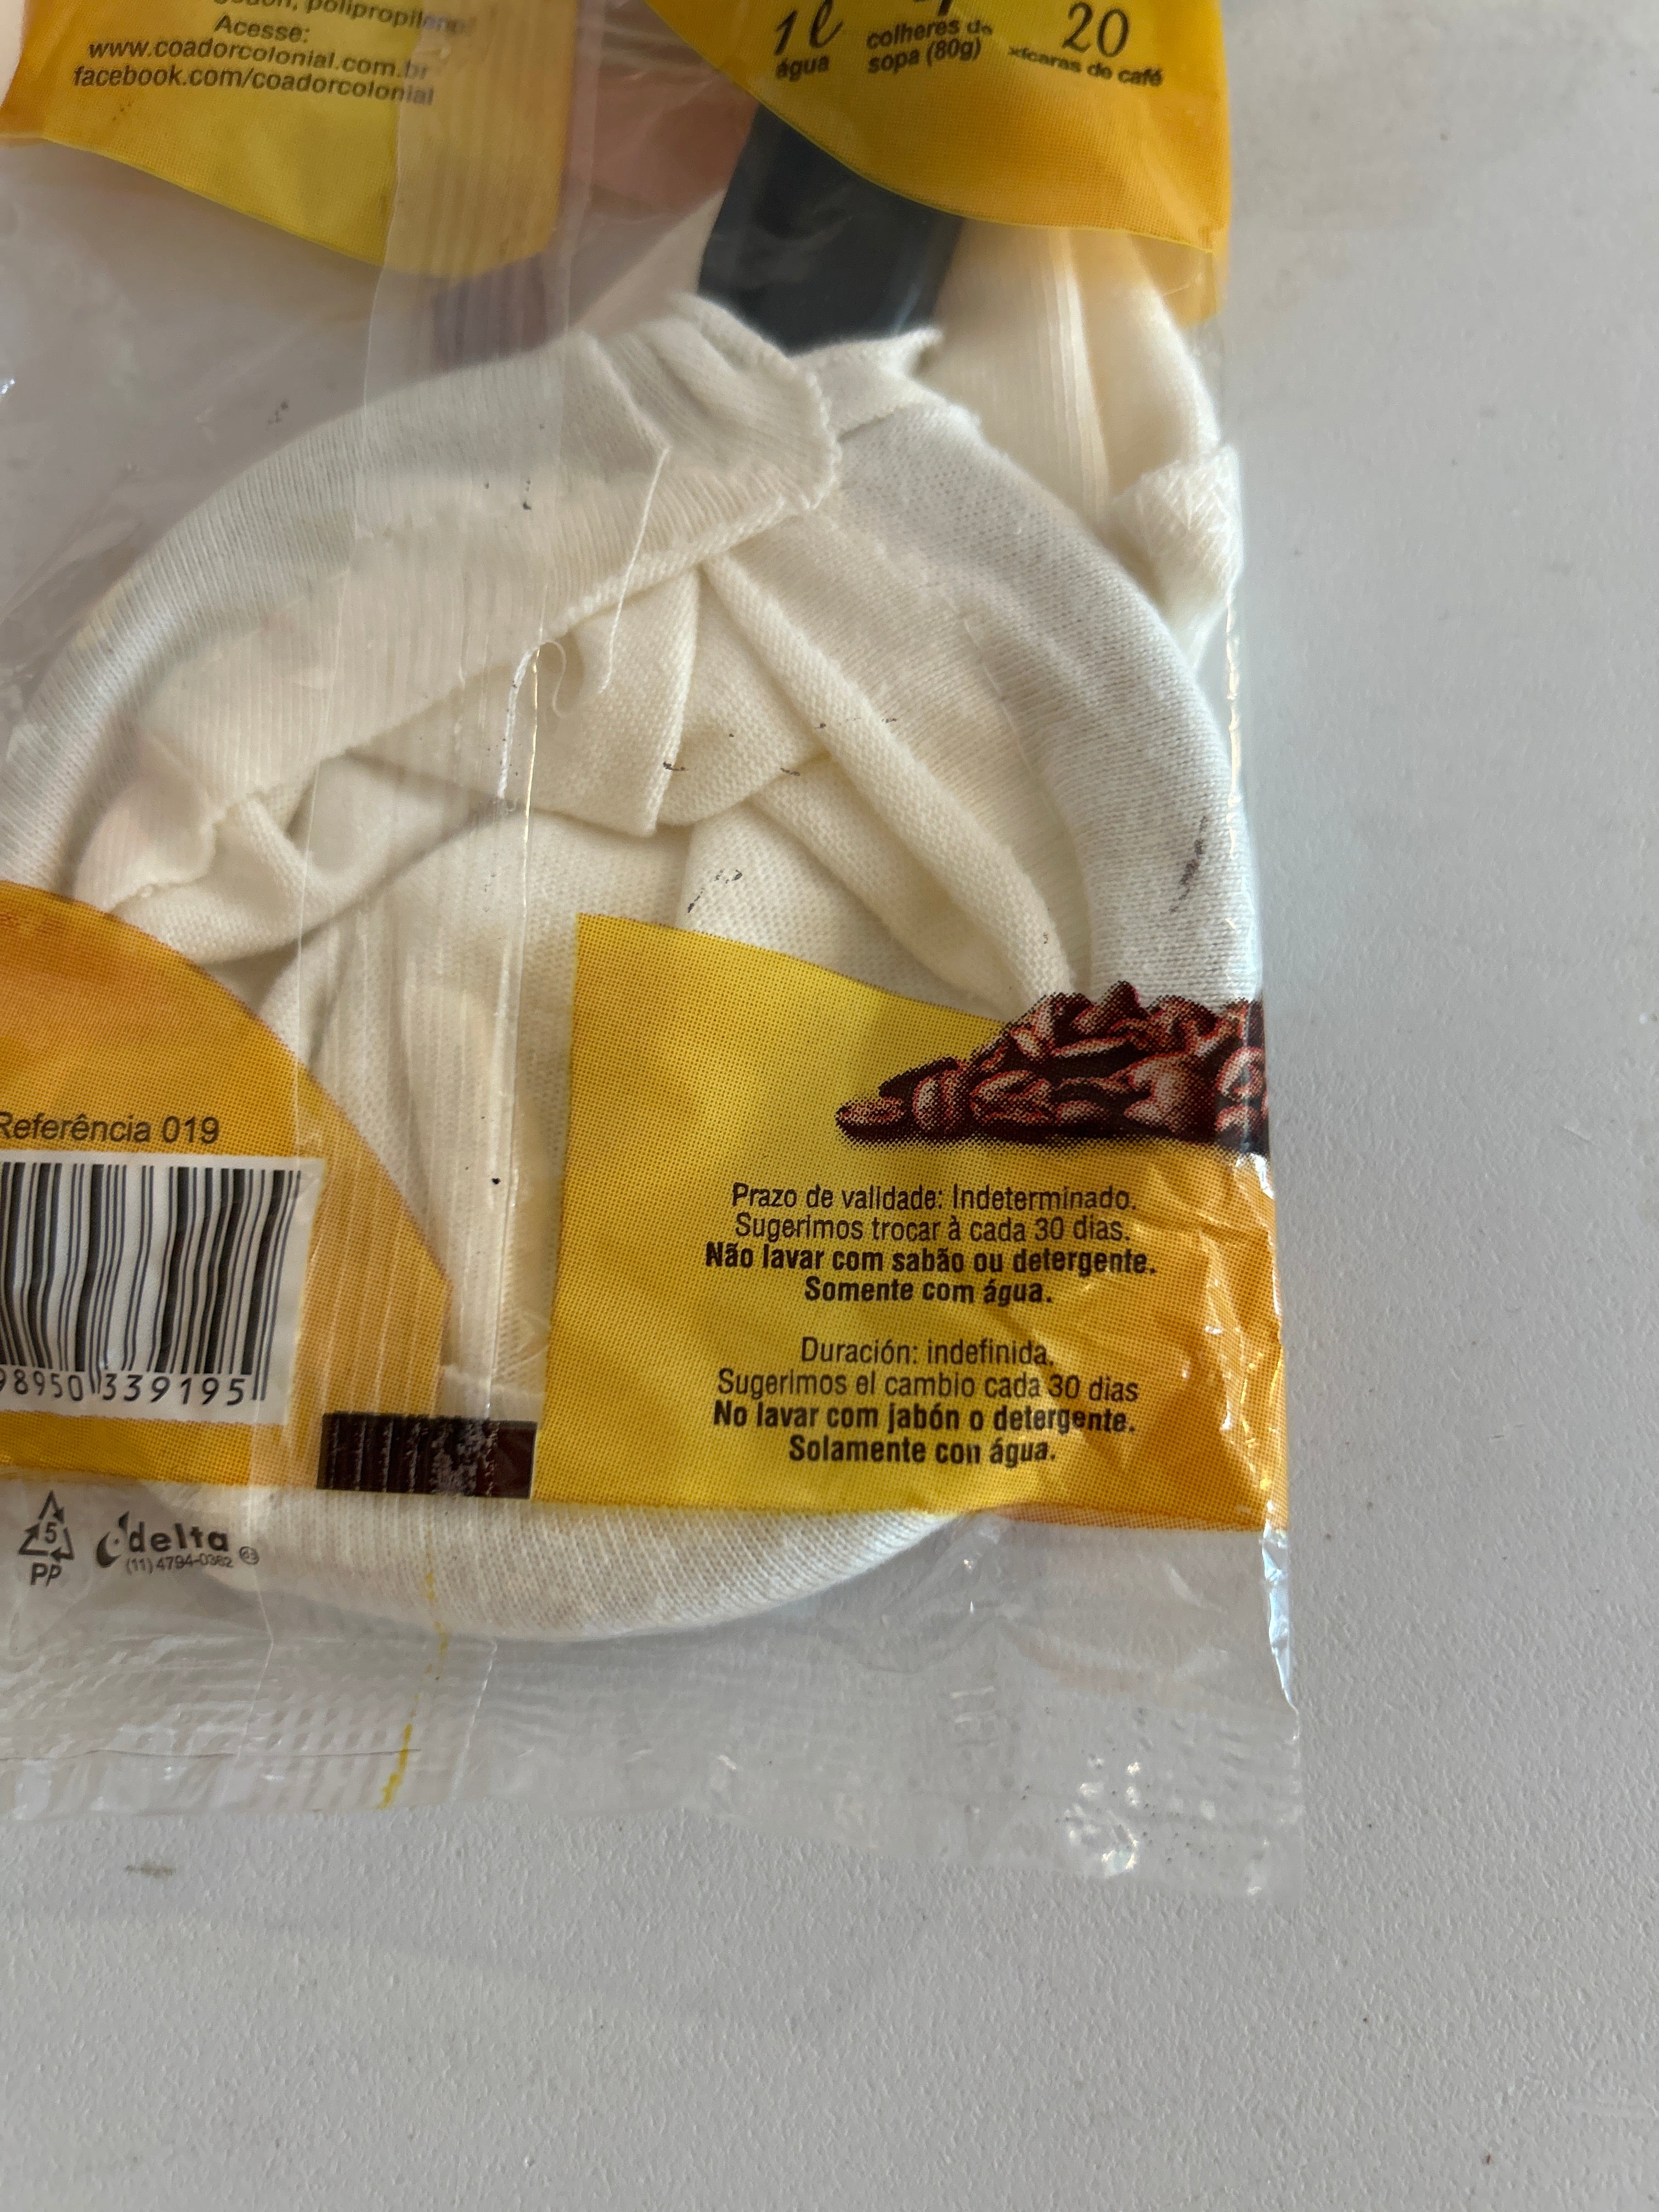 polipropileno
Acesse:
www.coadorcolonial.com.br
facebook.com/coadorcolonial
1l
água
colheres de
sopa (80g)
20
xícaras de café
Referência 019
98950 339195
5
PP
delta
(11) 4794-0362
Prazo de validade: Indeterminado.
Sugerimos trocar à cada 30 dias.
Não lavar com sabão ou detergente.
Somente com água.
Duración: indefinida.
Sugerimos el cambio cada 30 dias
No lavar com jabón o detergente.
Solamente con água.